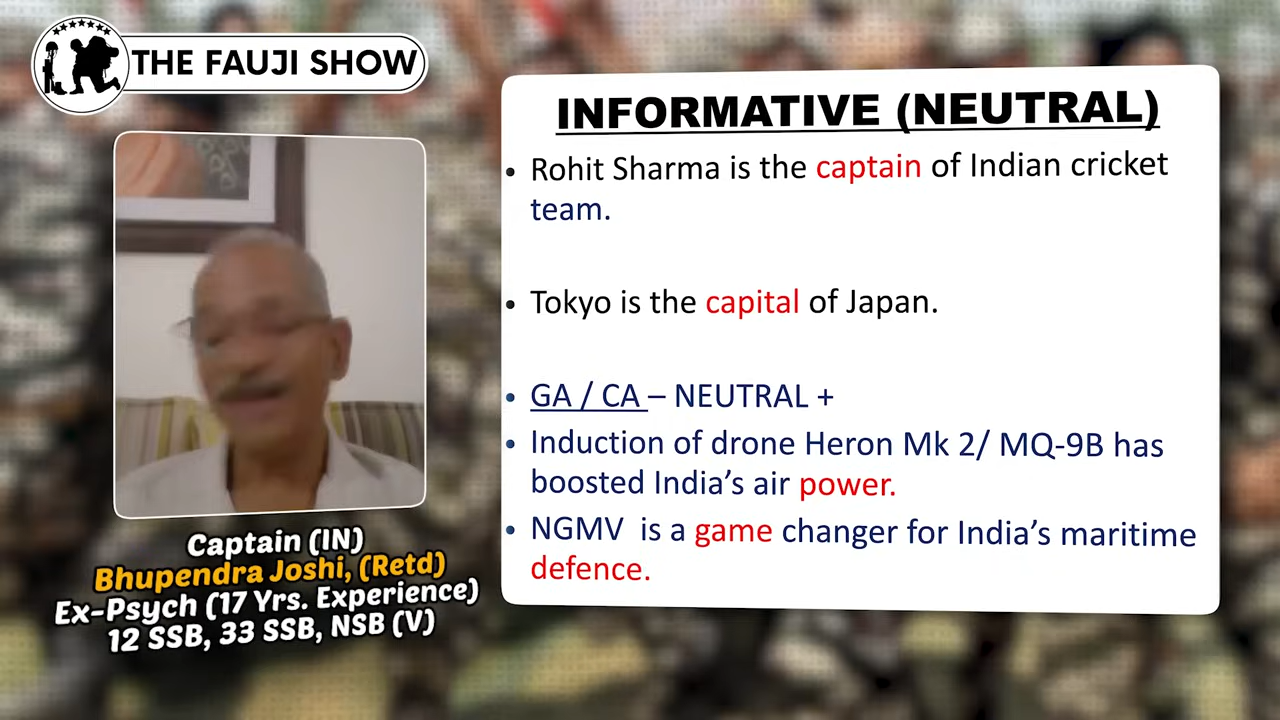 THE FAUJI SHOW
INFORMATIVE (NEUTRAL)
• Rohit Sharma is the captain of Indian cricket
team.
• Tokyo is the capital of Japan.
• GA / CA – NEUTRAL +
• Induction of drone Heron Mk 2/ MQ-9B has
boosted India’s air power.
• NGMV is a game changer for India’s maritime
defence.
Captain (IN)
Bhupendra Joshi, (Retd)
Ex-Psych (17 Yrs. Experience)
12 SSB, 33 SSB, NSB (V)